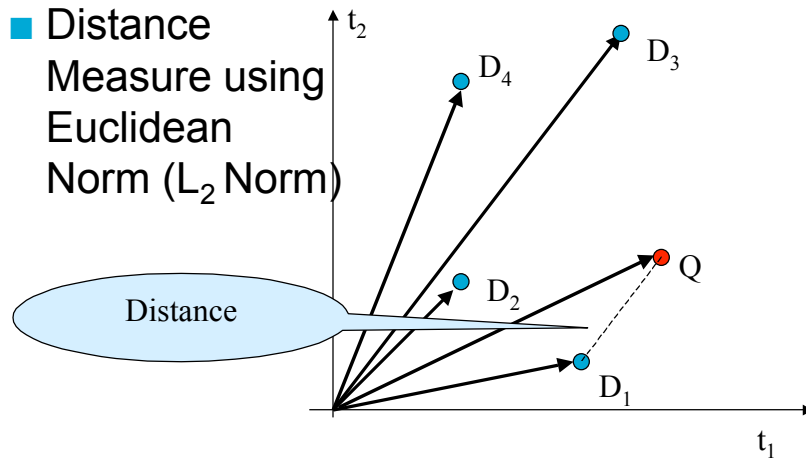 Distance
Measure using
Euclidean
Norm (L₂ Norm)
t₂
D₃
D₄
Q
D₂
Distance
D₁
t₁